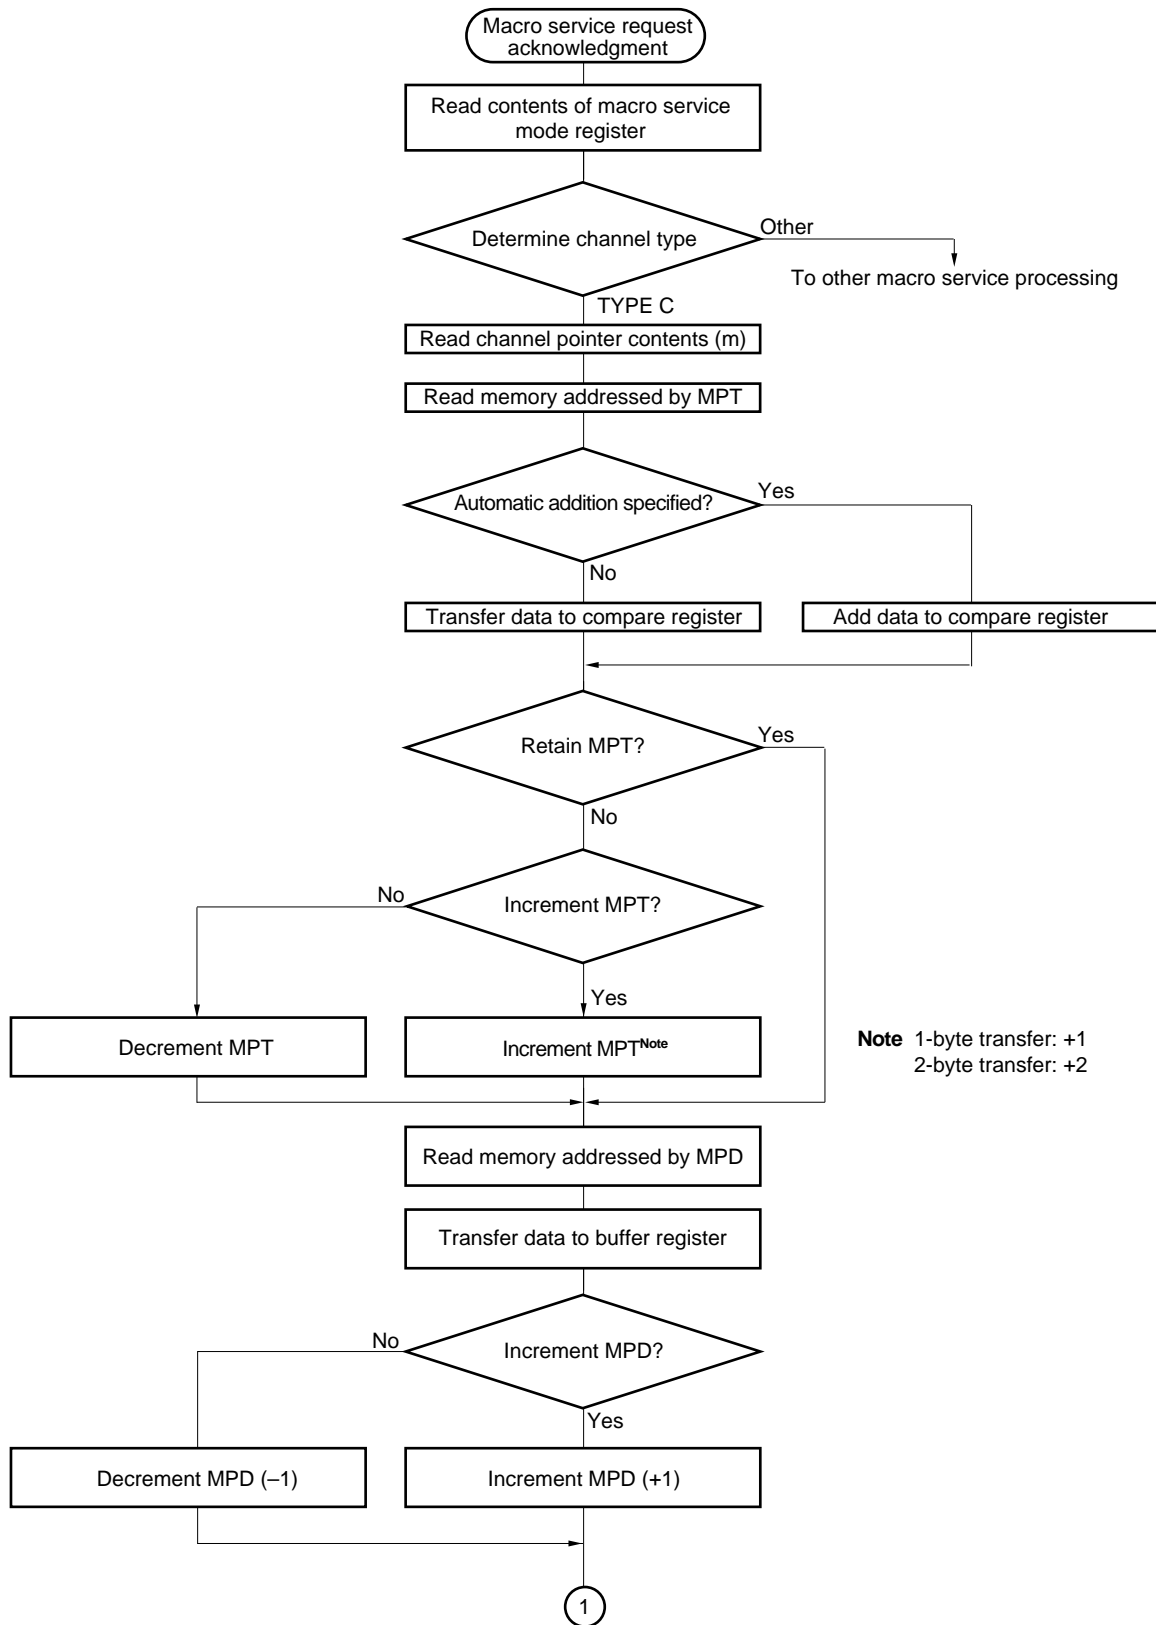 Macro service request
acknowledgment
Read contents of macro service
mode register
Determine channel type
Other
To other macro service processing
TYPE C
Read channel pointer contents (m)
Read memory addressed by MPT
Automatic addition specified?
Yes
No
Transfer data to compare register
Add data to compare register
Retain MPT?
Yes
No
Increment MPT?
No
Yes
Decrement MPT
Increment MPTNote
Note 1-byte transfer: +1
2-byte transfer: +2
Read memory addressed by MPD
Transfer data to buffer register
Increment MPD?
No
Yes
Decrement MPD (–1)
Increment MPD (+1)
1